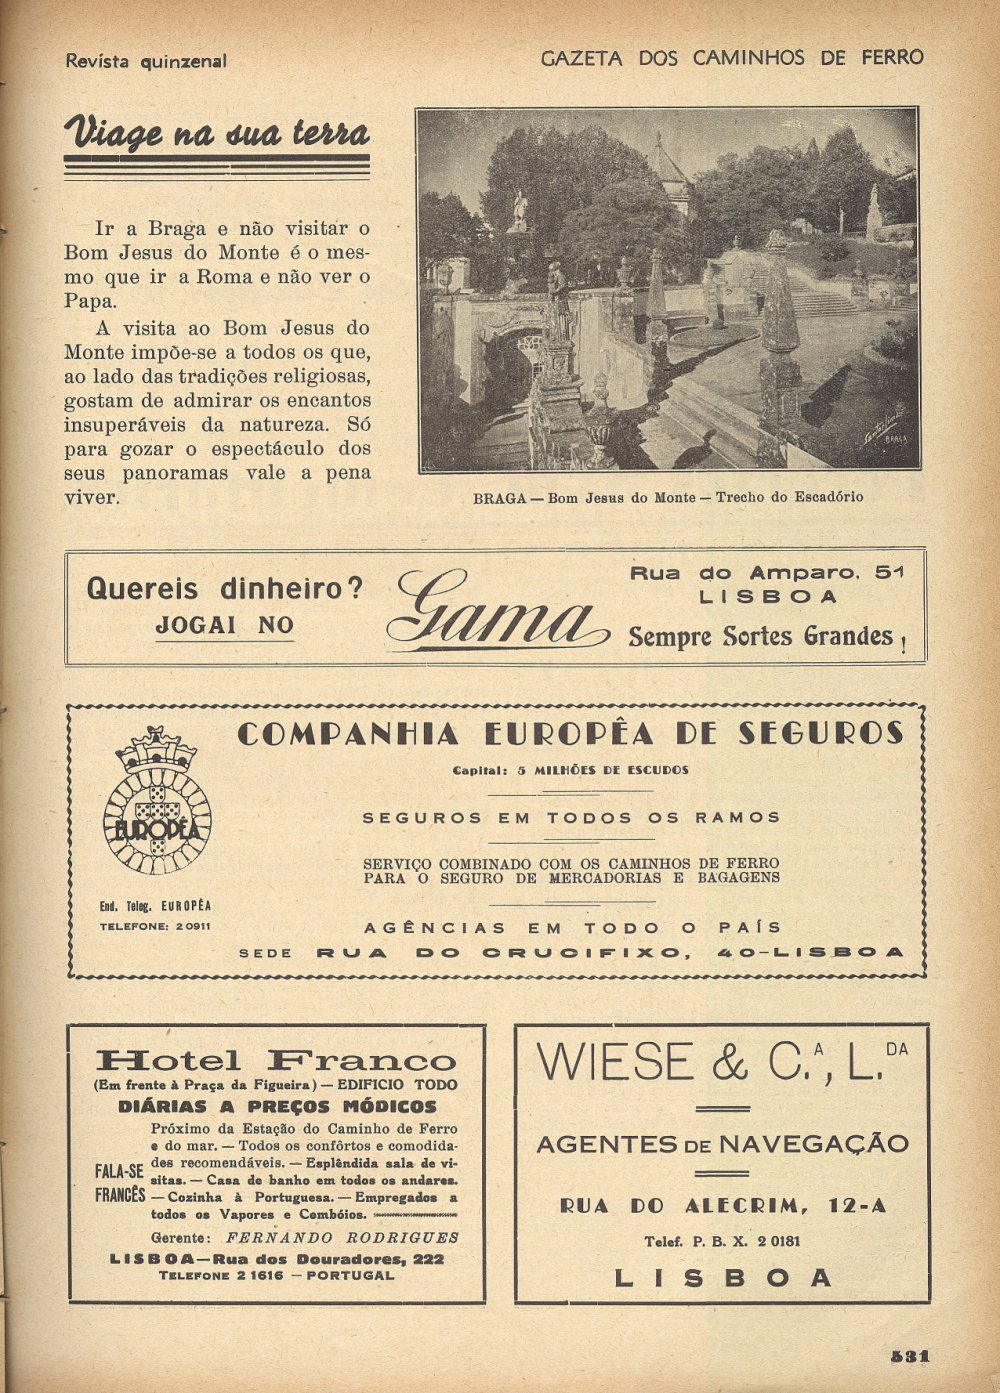 Revista quinzenal
GAZETA DOS CAMINHOS DE FERRO
Viage na sua terra
Ir a Braga e não visitar o
Bom Jesus do Monte é o mes-
mo que ir a Roma e não ver o
Papa.
A visita ao Bom Jesus do
Monte impõe-se a todos os que,
ao lado das tradições religiosas,
gostam de admirar os encantos
insuperáveis da natureza. Só
para gozar o espectáculo dos
seus panoramas vale a pena
viver.
BRAGA
BRAGA — Bom Jesus do Monte — Trecho do Escadório
Quereis dinheiro?
JOGAI NO
Gama
Rua do Amparo, 51
LISBOA
Sempre Sortes Grandes!
COMPANHIA EUROPÊA DE SEGUROS
Capital: 5 MILHÕES DE ESCUDOS
SEGUROS EM TODOS OS RAMOS
SERVIÇO COMBINADO COM OS CAMINHOS DE FERRO
PARA O SEGURO DE MERCADORIAS E BAGAGENS
EUROPÊA
End. Teleg. EUROPÊA
TELEFONE: 20911
AGÊNCIAS EM TODO O PAÍS
SEDE RUA DO CRUCIFIXO, 40-LISBOA
Hotel Franco
(Em frente à Praça da Figueira) — EDIFICIO TODO
DIÁRIAS A PREÇOS MÓDICOS
Próximo da Estação do Caminho de Ferro
e do mar. — Todos os confôrtos e comodida-
des recomendáveis. — Esplêndida sala de vi-
sitas. — Casa de banho em todos os andares.
— Cozinha à Portuguesa. — Empregados a
todos os Vapores e Combóios.
FALA-SE
FRANCÊS
Gerente: FERNANDO RODRIGUES
LISBOA—Rua dos Douradores, 222
TELEFONE 2 1616 — PORTUGAL
WIESE & C.A, L.DA
AGENTES DE NAVEGAÇÃO
RUA DO ALECRIM, 12-A
Telef. P. B. X. 2 0181
LISBOA
531